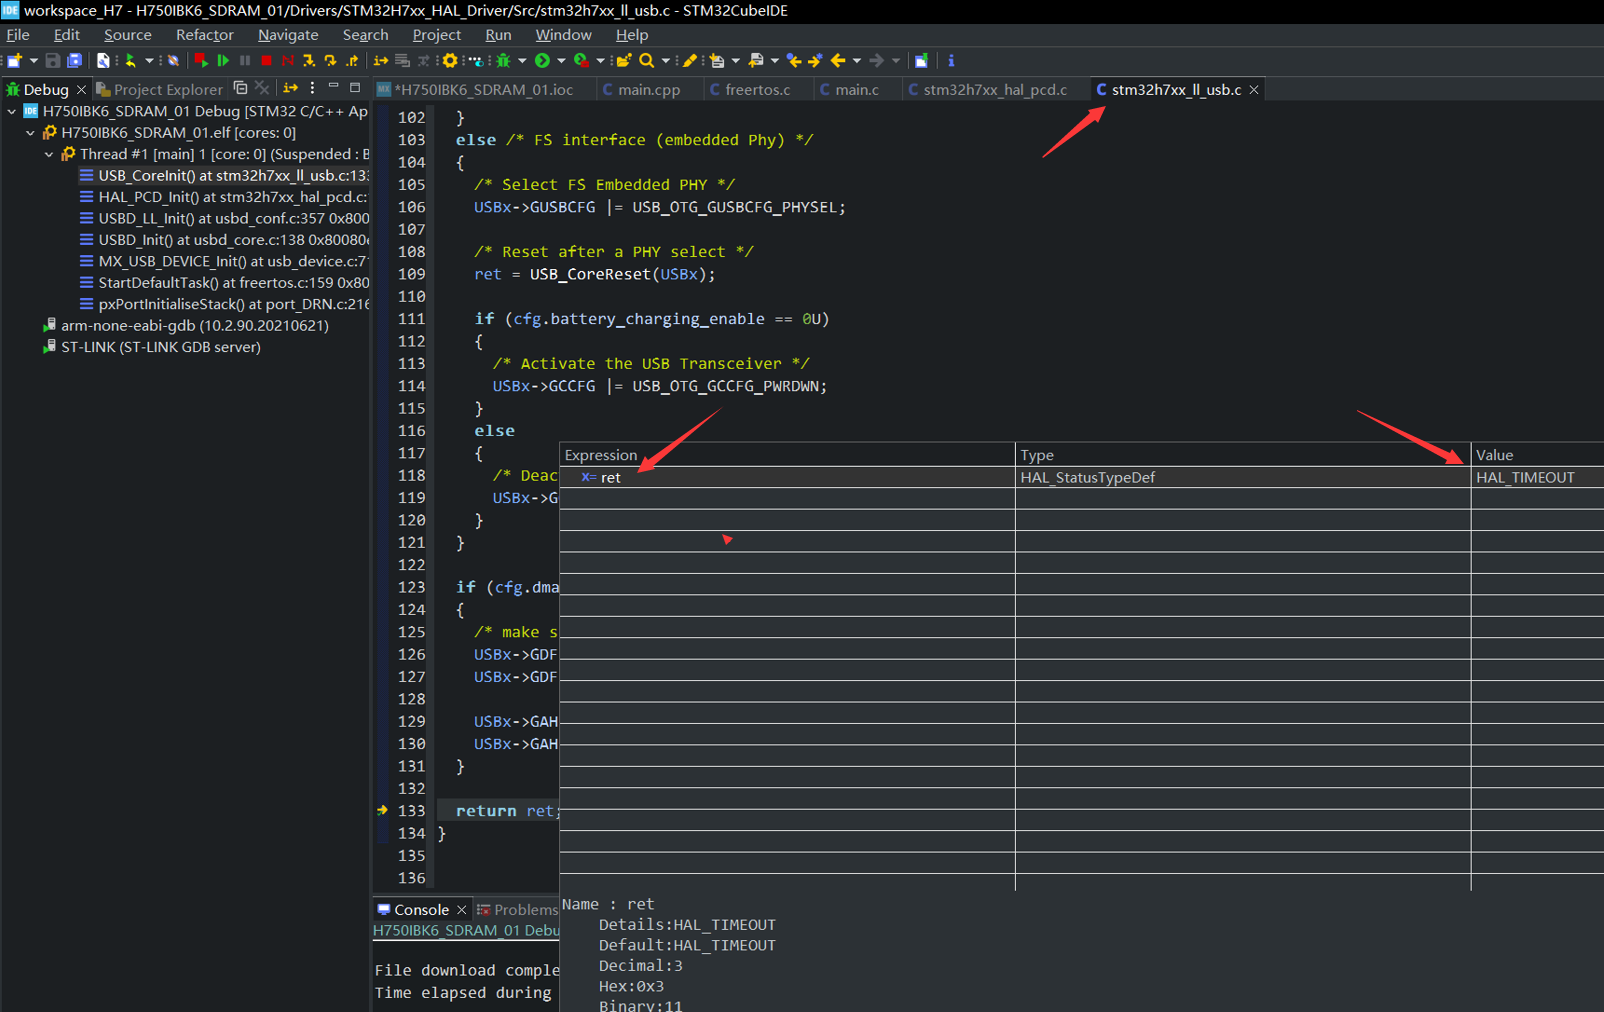 workspace_H7 - H750IBK6_SDRAM_01/Drivers/STM32H7xx_HAL_Driver/Src/stm32h7xx_ll_usb.c - STM32CubeIDE
File Edit Source Refactor Navigate Search Project Run Window Help
Debug Project Explorer
*H750IBK6_SDRAM_01.ioc main.cpp freertos.c main.c stm32h7xx_hal_pcd.c stm32h7xx_ll_usb.c
H750IBK6_SDRAM_01 Debug [STM32 C/C++ Ap
H750IBK6_SDRAM_01.elf [cores: 0]
Thread #1 [main] 1 [core: 0] (Suspended : B
USB_CoreInit() at stm32h7xx_ll_usb.c:133
HAL_PCD_Init() at stm32h7xx_hal_pcd.c:
USBD_LL_Init() at usbd_conf.c:357 0x800
USBD_Init() at usbd_core.c:138 0x80080
MX_USB_DEVICE_Init() at usb_device.c:7
StartDefaultTask() at freertos.c:159 0x80
pxPortInitialiseStack() at port_DRN.c:216
arm-none-eabi-gdb (10.2.90.20210621)
ST-LINK (ST-LINK GDB server)
102 }
103 else /* FS interface (embedded Phy) */
104 {
105 /* Select FS Embedded PHY */
106 USBx->GUSBCFG |= USB_OTG_GUSBCFG_PHYSEL;
107
108 /* Reset after a PHY select */
109 ret = USB_CoreReset(USBx);
110
111 if (cfg.battery_charging_enable == 0U)
112 {
113 /* Activate the USB Transceiver */
114 USBx->GCCFG |= USB_OTG_GCCFG_PWRDWN;
115 }
116 else
117 {
118 /* Deac
119 USBx->G
120 }
121 }
122
123 if (cfg.dma
124 {
125 /* make s
126 USBx->GDF
127 USBx->GDF
128
129 USBx->GAH
130 USBx->GAH
131 }
132
133 return ret;
134 }
135
136
Expression Type Value
x= ret HAL_StatusTypeDef HAL_TIMEOUT
Name : ret
Details:HAL_TIMEOUT
Default:HAL_TIMEOUT
Decimal:3
Hex:0x3
Binary:11
Console Problems
H750IBK6_SDRAM_01 Debu
File download comple
Time elapsed during